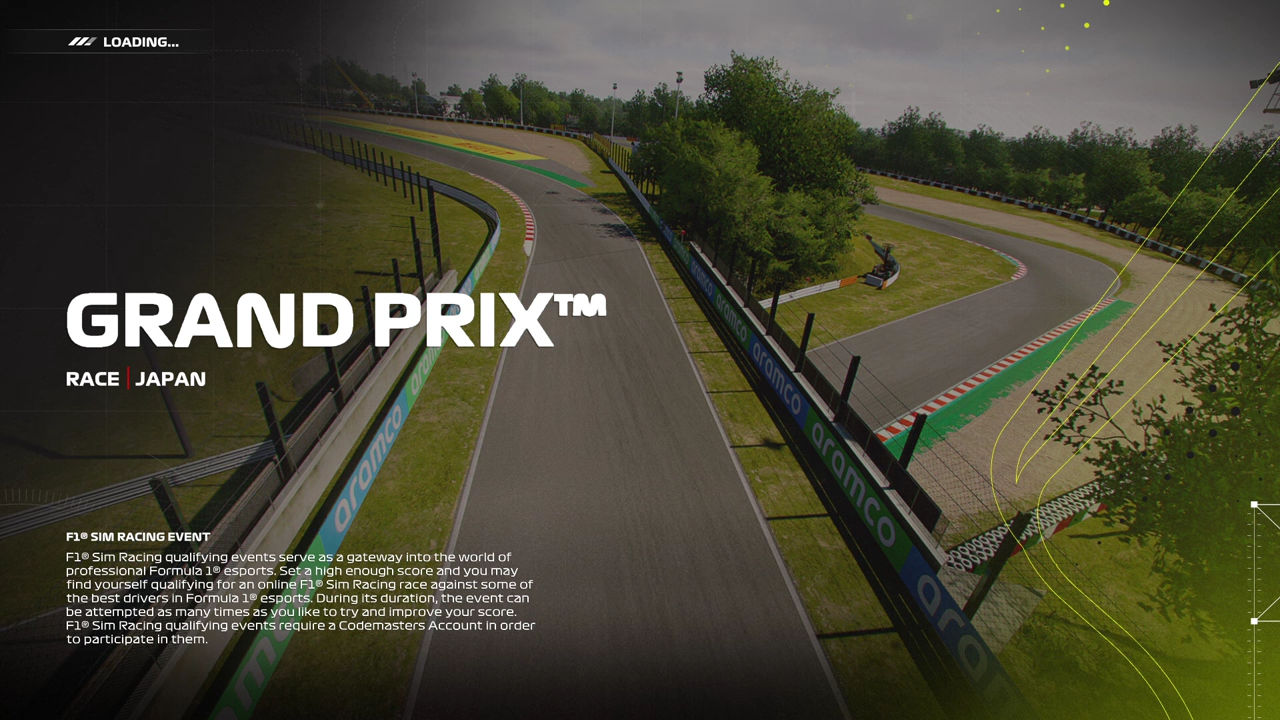 LOADING...
GRAND PRIX™
RACE | JAPAN
aramco
aramco
aramco
aramco
aramco
F1® SIM RACING EVENT
F1® Sim Racing qualifying events serve as a gateway into the world of
professional Formula 1® esports. Set a high enough score and you may
find yourself qualifying for an online F1® Sim Racing race against some of
the best drivers in Formula 1® esports. During its duration, the event can
be attempted as many times as you like to try and improve your score.
F1® Sim Racing qualifying events require a Codemasters Account in order
to participate in them.